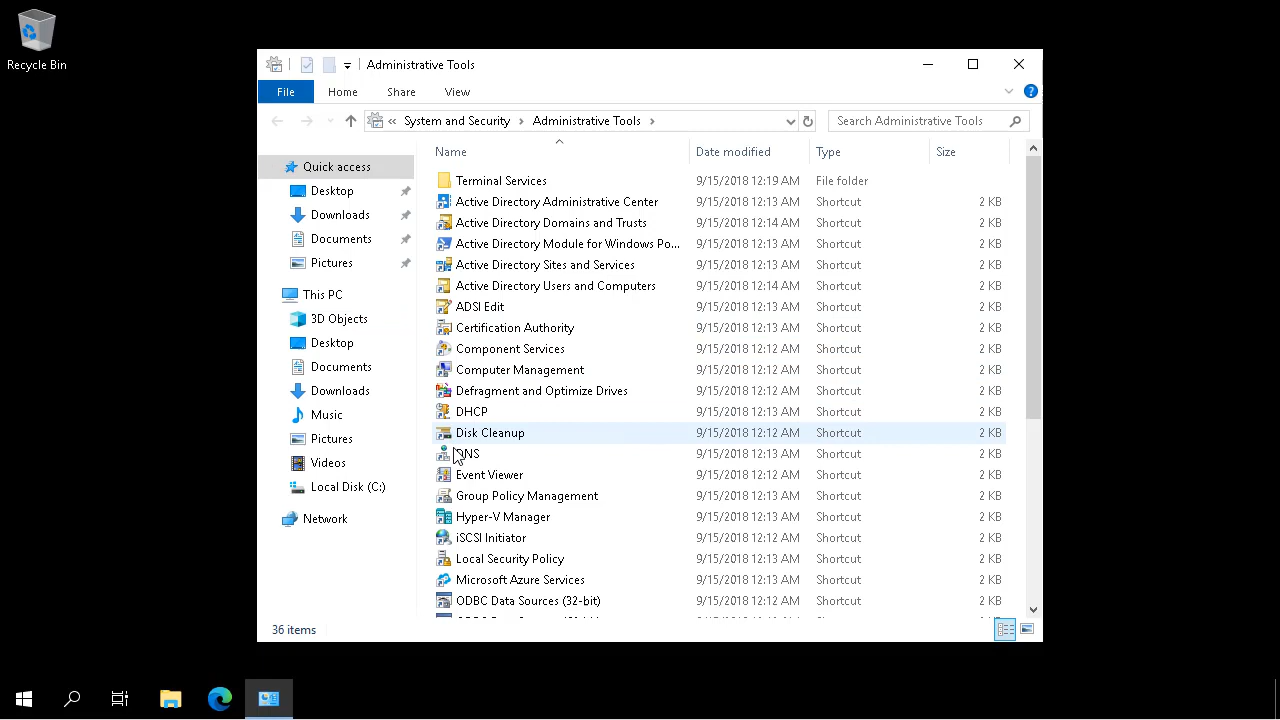 Recycle Bin
Administrative Tools
File
Home
Share
View
« System and Security > Administrative Tools >
Search Administrative Tools
Name
Date modified
Type
Size
Quick access
Desktop
Downloads
Documents
Pictures
This PC
3D Objects
Desktop
Documents
Downloads
Music
Pictures
Videos
Local Disk (C:)
Network
Terminal Services 9/15/2018 12:19 AM File folder
Active Directory Administrative Center 9/15/2018 12:13 AM Shortcut 2 KB
Active Directory Domains and Trusts 9/15/2018 12:14 AM Shortcut 2 KB
Active Directory Module for Windows Po... 9/15/2018 12:13 AM Shortcut 2 KB
Active Directory Sites and Services 9/15/2018 12:13 AM Shortcut 2 KB
Active Directory Users and Computers 9/15/2018 12:14 AM Shortcut 2 KB
ADSI Edit 9/15/2018 12:13 AM Shortcut 2 KB
Certification Authority 9/15/2018 12:13 AM Shortcut 2 KB
Component Services 9/15/2018 12:12 AM Shortcut 2 KB
Computer Management 9/15/2018 12:12 AM Shortcut 2 KB
Defragment and Optimize Drives 9/15/2018 12:12 AM Shortcut 2 KB
DHCP 9/15/2018 12:13 AM Shortcut 2 KB
Disk Cleanup 9/15/2018 12:12 AM Shortcut 2 KB
DNS 9/15/2018 12:13 AM Shortcut 2 KB
Event Viewer 9/15/2018 12:12 AM Shortcut 2 KB
Group Policy Management 9/15/2018 12:13 AM Shortcut 2 KB
Hyper-V Manager 9/15/2018 12:13 AM Shortcut 2 KB
iSCSI Initiator 9/15/2018 12:12 AM Shortcut 2 KB
Local Security Policy 9/15/2018 12:13 AM Shortcut 2 KB
Microsoft Azure Services 9/15/2018 12:13 AM Shortcut 2 KB
ODBC Data Sources (32-bit) 9/15/2018 12:12 AM Shortcut 2 KB
36 items